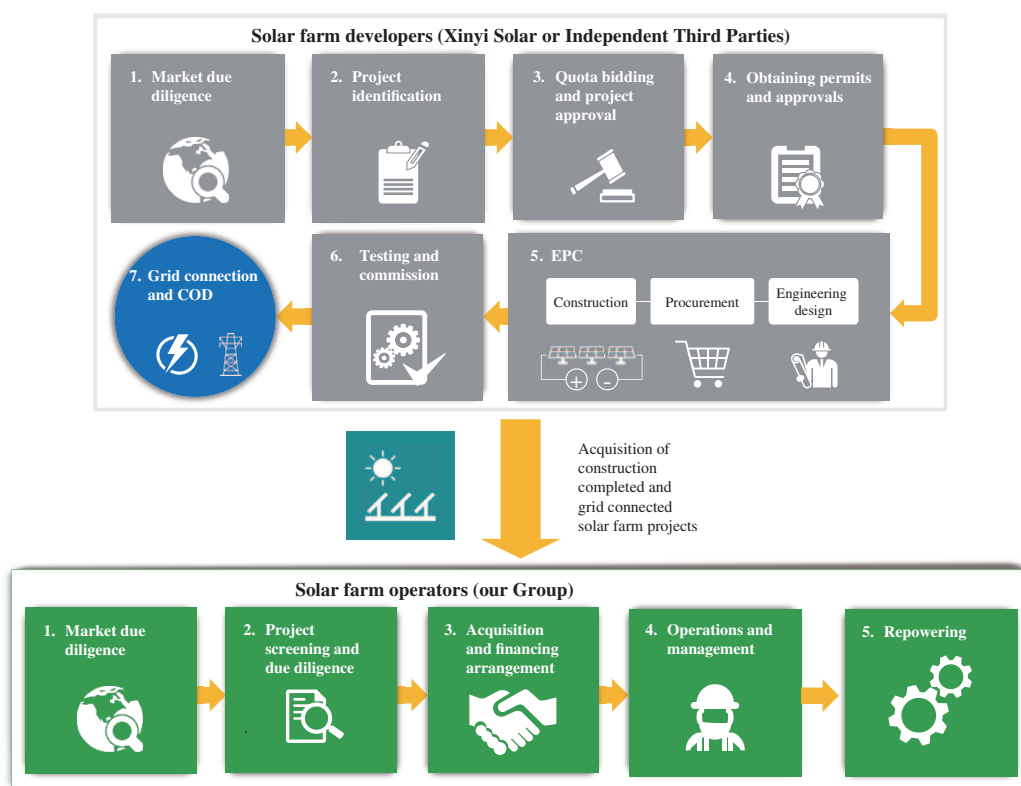 Solar farm developers (Xinyi Solar or Independent Third Parties)
1. Market due
diligence
2. Project
identification
3. Quota bidding
and project
approval
4. Obtaining permits
and approvals
5. EPC
Construction
Procurement
Engineering
design
6. Testing and
commission
7. Grid connection
and COD
Acquisition of
construction
completed and
grid connected
solar farm projects
Solar farm operators (our Group)
1. Market due
diligence
2. Project
screening and
due diligence
3. Acquisition
and financing
arrangement
4. Operations and
management
5. Repowering